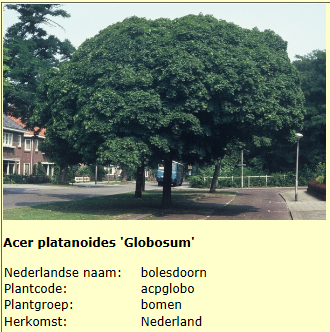 Acer platanoides 'Globosum'
Nederlandse naam: bolesdoorn
Plantcode: acpglobo
Plantgroep: bomen
Herkomst: Nederland